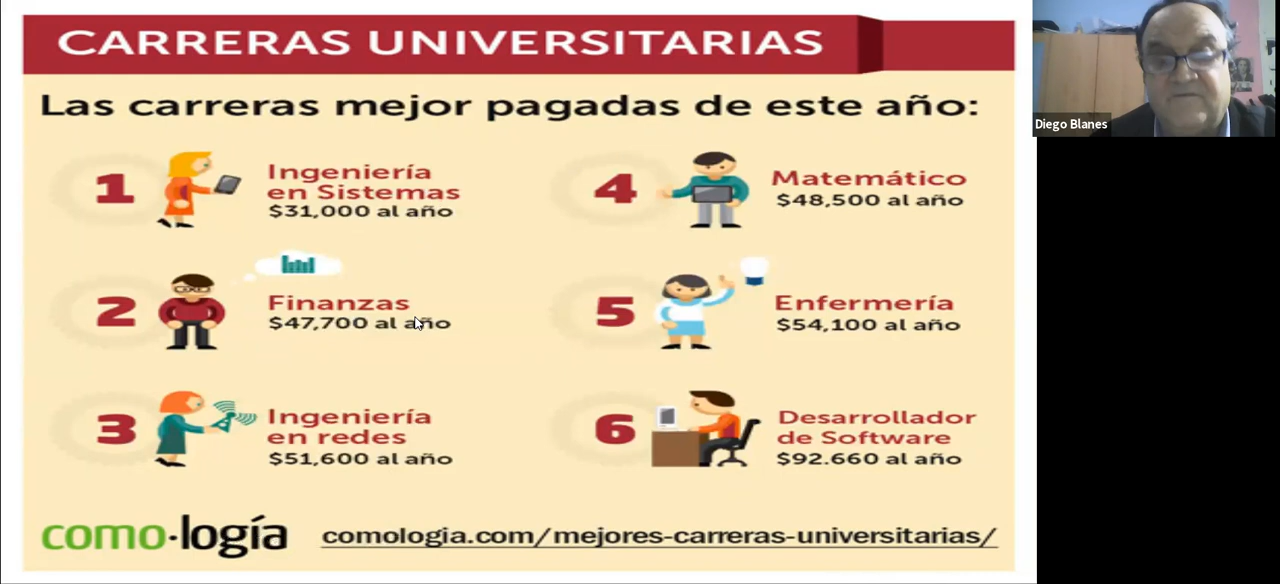 CARRERAS UNIVERSITARIAS
Las carreras mejor pagadas de este año:
1
Ingeniería
en Sistemas
$31,000 al año
2
Finanzas
$47,700 al año
3
Ingeniería
en redes
$51,600 al año
4
Matemático
$48,500 al año
5
Enfermería
$54,100 al año
6
Desarrollador
de Software
$92.660 al año
como·logía
comologia.com/mejores-carreras-universitarias/
Diego Blanes